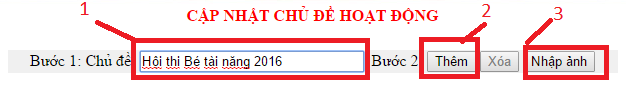 CẬP NHẬT CHỦ ĐỀ HOẠT ĐỘNG
1 2 3
Bước 1: Chủ đề Hội thi Bé tài năng 2016 Bước 2 Thêm Xóa Nhập ảnh